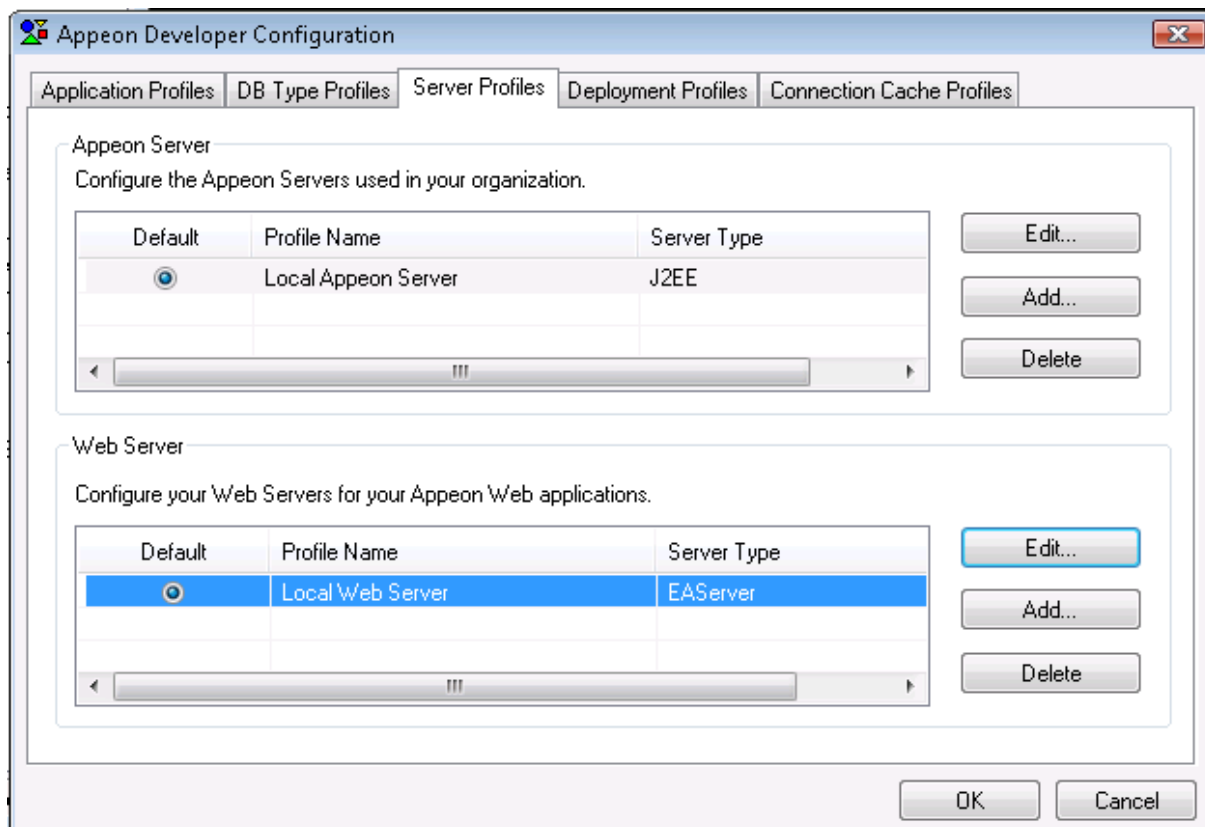 Appeon Developer Configuration
Application Profiles DB Type Profiles Server Profiles Deployment Profiles Connection Cache Profiles
Appeon Server
Configure the Appeon Servers used in your organization.
Default Profile Name Server Type
Local Appeon Server J2EE
Edit...
Add...
Delete
Web Server
Configure your Web Servers for your Appeon Web applications.
Default Profile Name Server Type
Local Web Server EAServer
Edit...
Add...
Delete
OK Cancel